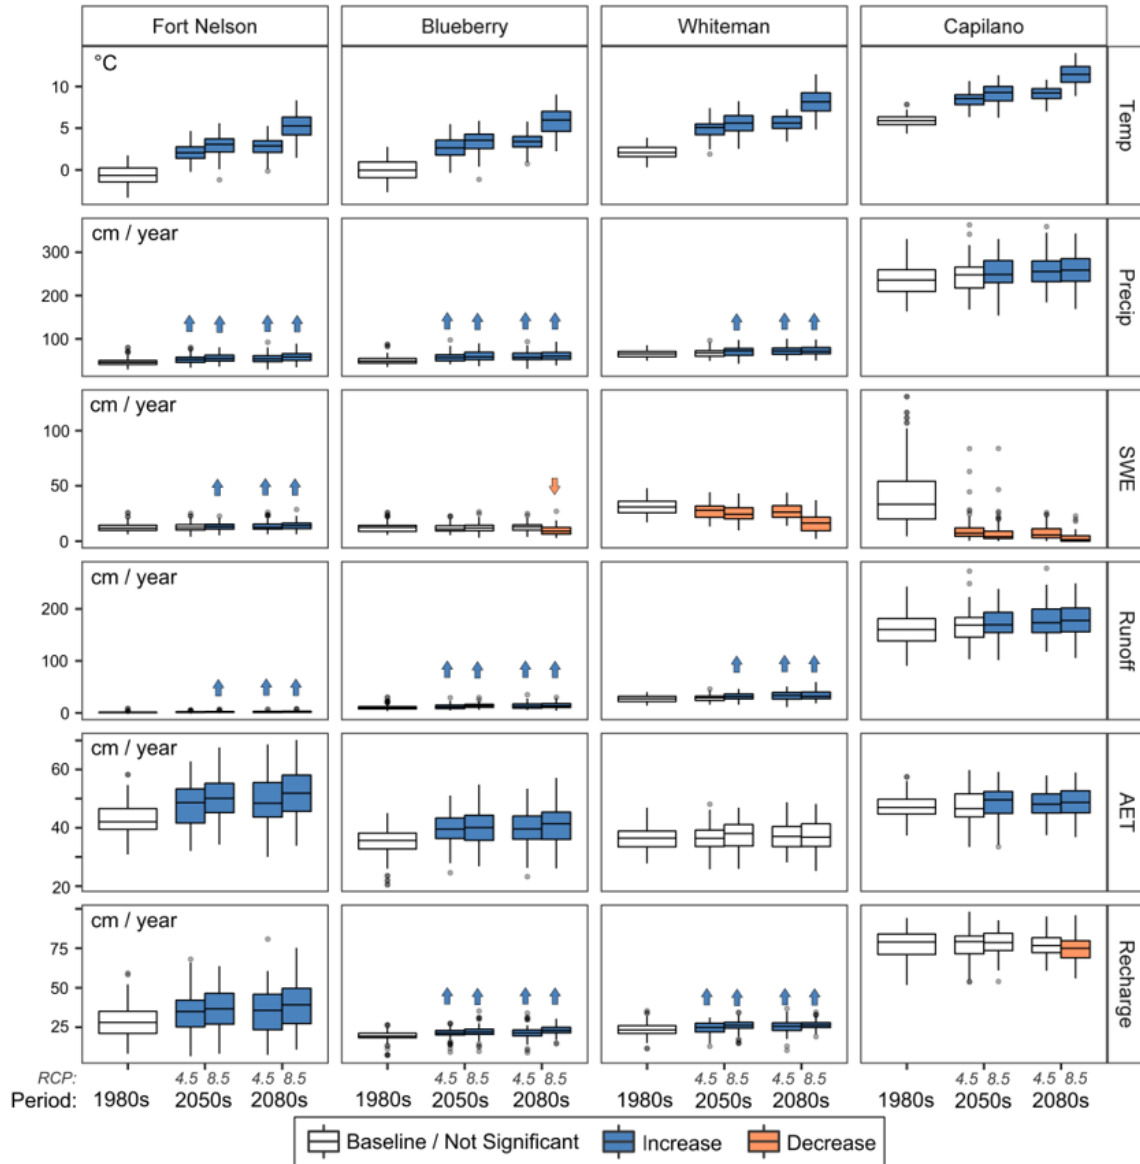 Fort Nelson Blueberry Whiteman Capilano
°C
10
5
0
Temp
cm / year
300
200
100
Precip
cm / year
100
50
0
SWE
cm / year
200
100
0
Runoff
cm / year
60
40
20
AET
cm / year
75
50
25
Recharge
RCP: 4.5 8.5 4.5 8.5 4.5 8.5 4.5 8.5 4.5 8.5 4.5 8.5 4.5 8.5 4.5 8.5
Period: 1980s 2050s 2080s 1980s 2050s 2080s 1980s 2050s 2080s 1980s 2050s 2080s
Baseline / Not Significant Increase Decrease